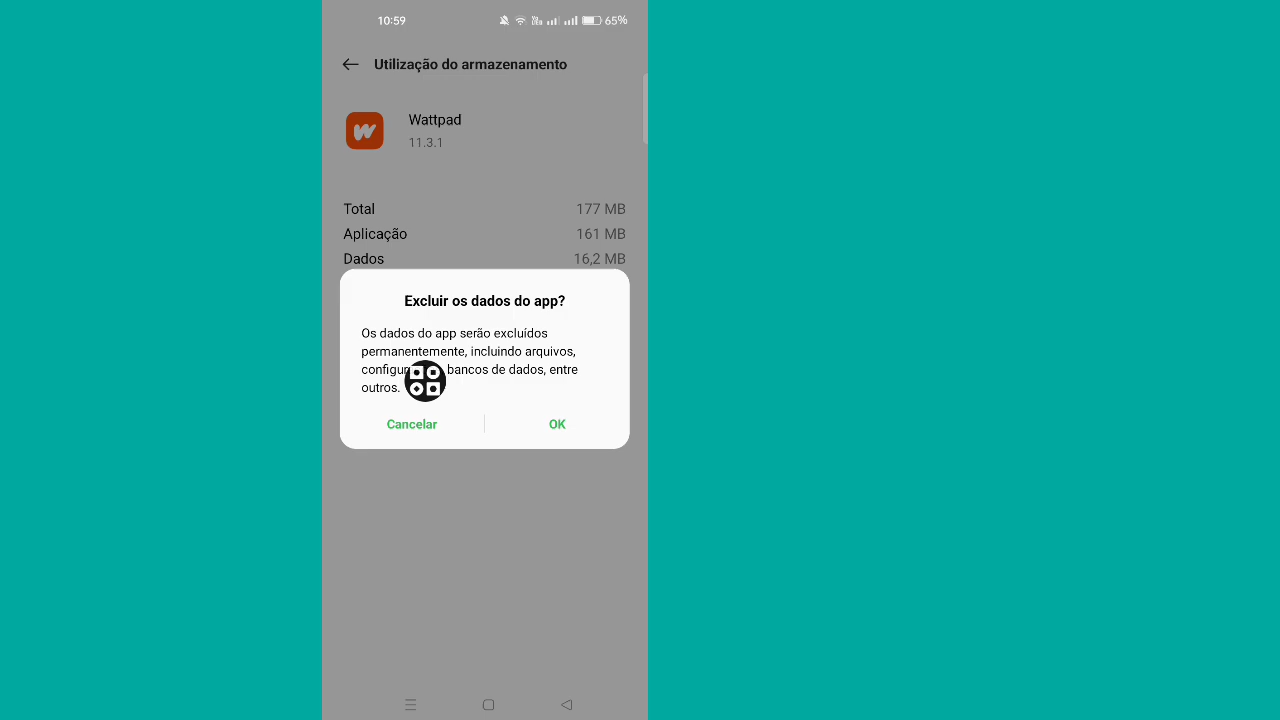 10:59
65%
Utilização do armazenamento
Wattpad
11.3.1
Total 177 MB
Aplicação 161 MB
Dados 16,2 MB
Excluir os dados do app?
Os dados do app serão excluídos
permanentemente, incluindo arquivos,
bancos de dados, entre
outros.
Cancelar OK